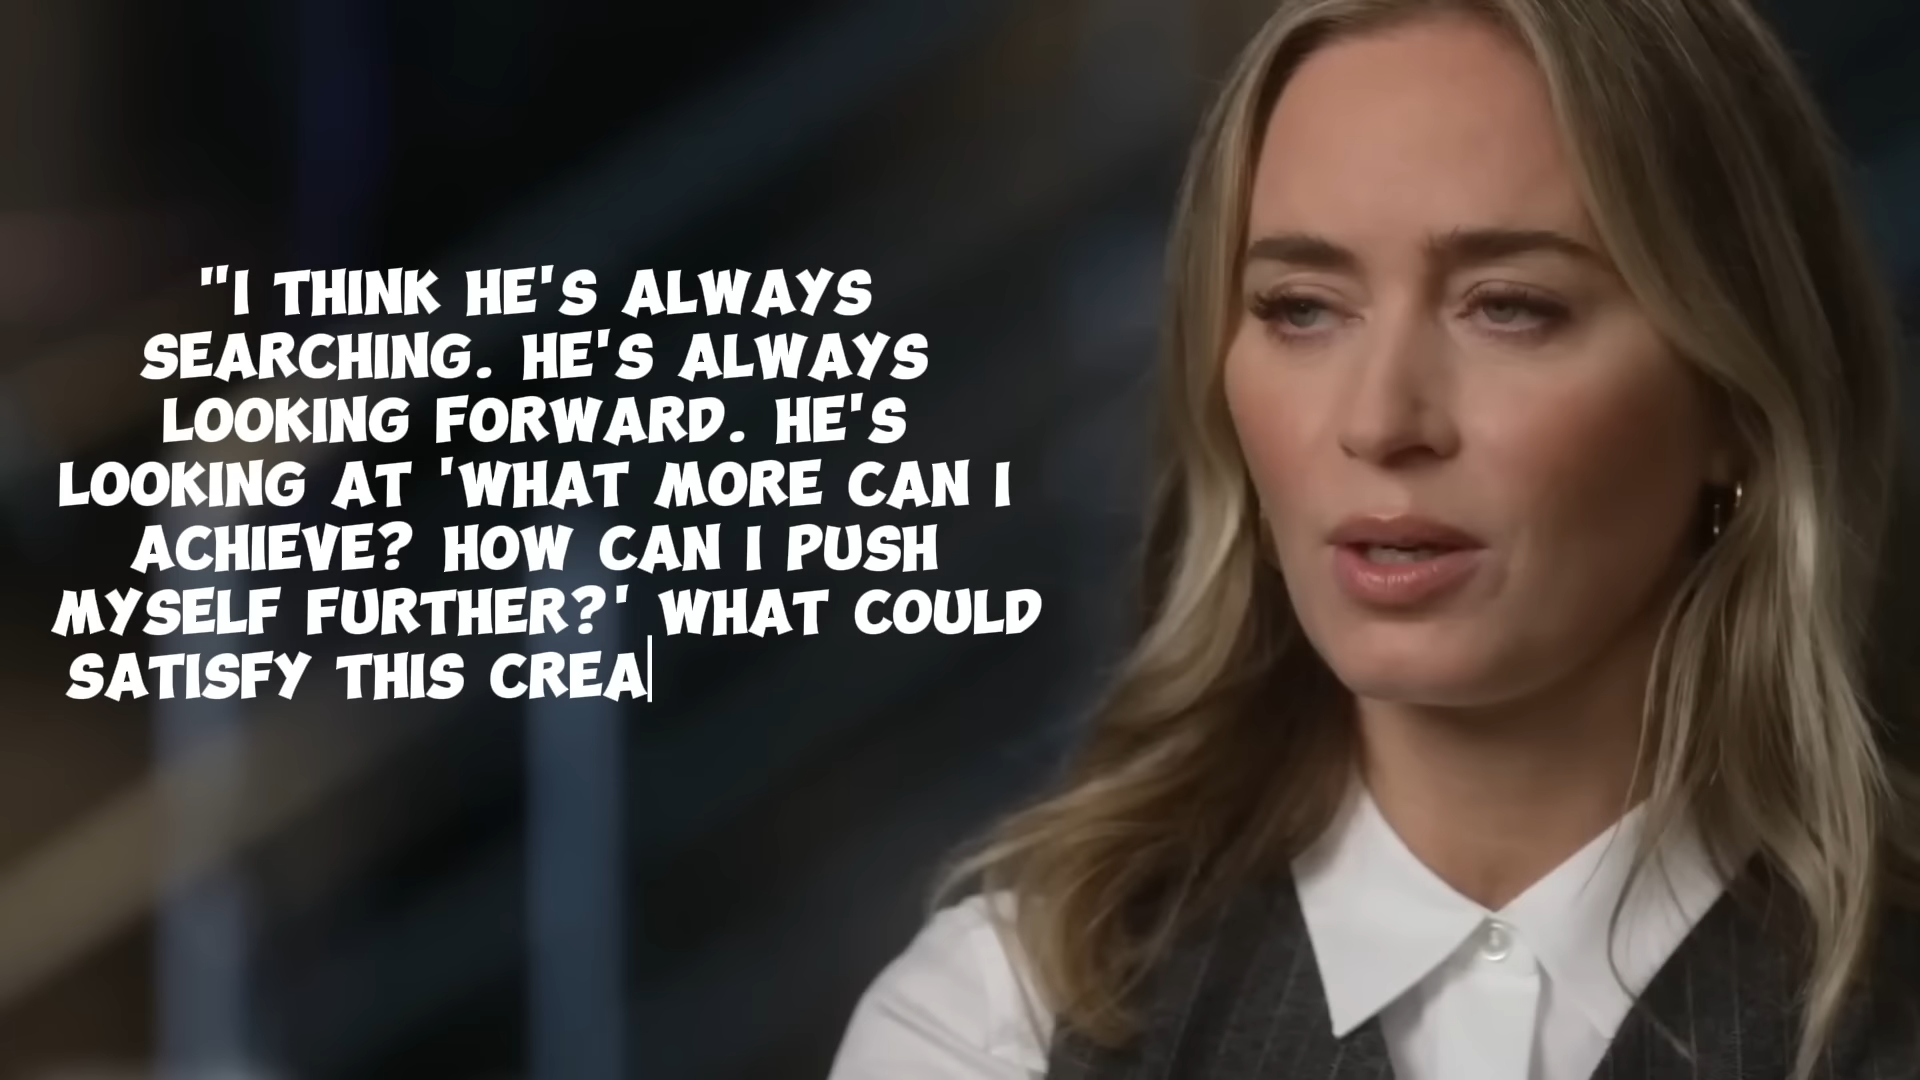 "I THINK HE'S ALWAYS
SEARCHING. HE'S ALWAYS
LOOKING FORWARD. HE'S
LOOKING AT 'WHAT MORE CAN I
ACHIEVE? HOW CAN I PUSH
MYSELF FURTHER?' WHAT COULD
SATISFY THIS CREA